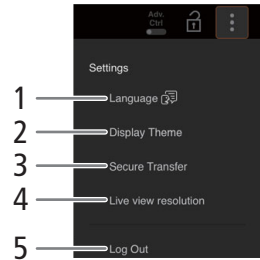 Adv.
Ctrl
Settings
1 Language
2 Display Theme
3 Secure Transfer
4 Live view resolution
5 Log Out